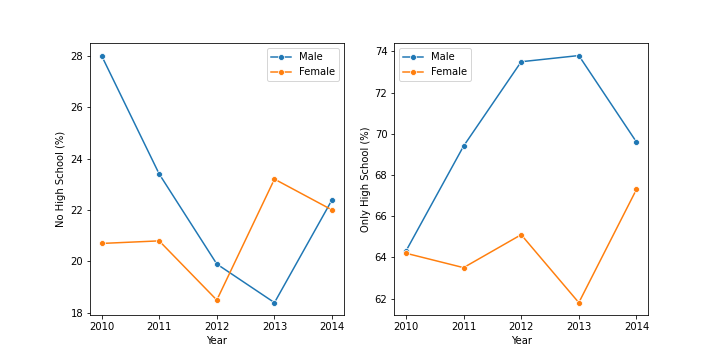 Male
Female
28
26
24
22
20
18
No High School (%)
2010
2011
2012
2013
2014
Year
Male
Female
74
72
70
68
66
64
62
Only High School (%)
2010
2011
2012
2013
2014
Year